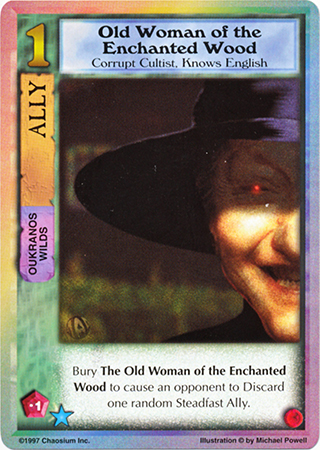 1
Old Woman of the
Enchanted Wood
Corrupt Cultist, Knows English
ALLY
OUKRANOS
WILDS
Bury The Old Woman of the Enchanted
Wood to cause an opponent to Discard
one random Steadfast Ally.
-1
©1997 Chaosium Inc.
Illustration © by Michael Powell